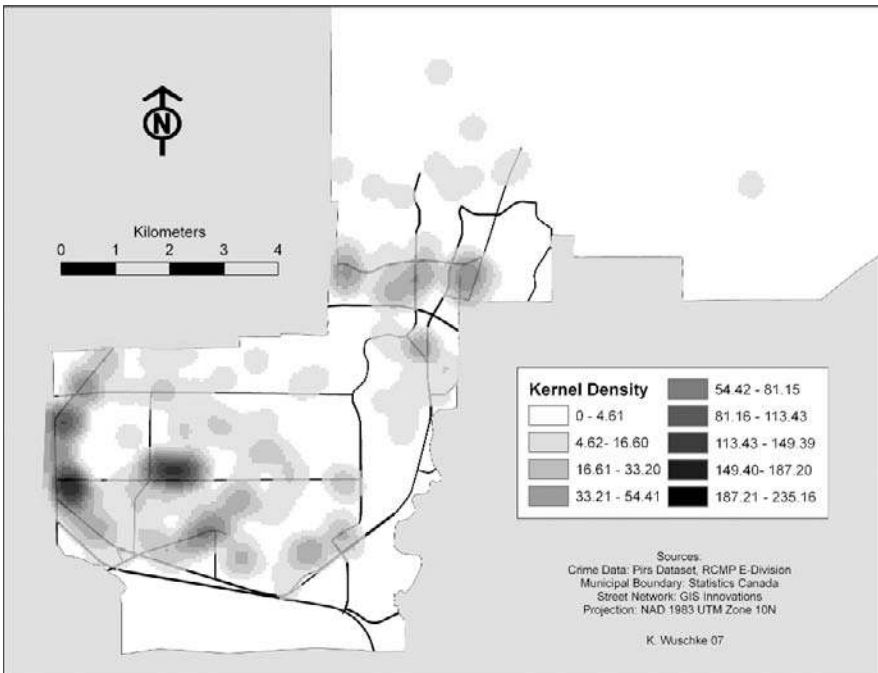 N
Kilometers
0 1 2 3 4
Kernel Density
0 - 4.61
4.62- 16.60
16.61 - 33.20
33.21 - 54.41
54.42 - 81.15
81.16 - 113.43
113.43 - 149.39
149.40- 187.20
187.21 - 235.16
Sources:
Crime Data: Pirs Dataset, RCMP E-Division
Municipal Boundary: Statistics Canada
Street Network: GIS Innovations
Projection: NAD 1983 UTM Zone 10N
K. Wuschke 07